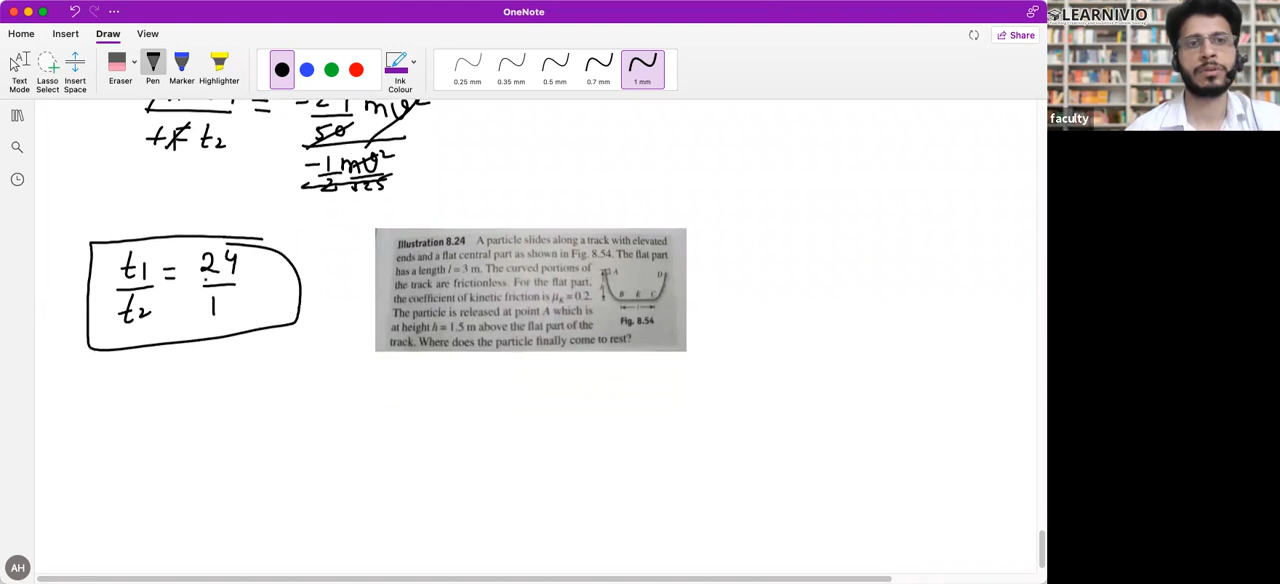 OneNote
LEARNIVIO
Home Insert Draw View
Share
Text Mode
Lasso Select
Insert Space
Eraser
Pen
Marker
Highlighter
Ink Colour
0.25 mm
0.35 mm
0.5 mm
0.7 mm
1 mm
faculty
t₂ =
t1/t2 = 24/1
Illustration 8.24 A particle slides along a track with elevated
ends and a flat central part as shown in Fig. 8.54. The flat part
has a length l = 3 m. The curved portions of
the track are frictionless. For the flat part,
the coefficient of kinetic friction is μk = 0.2.
The particle is released at point A which is
at height h = 1.5 m above the flat part of the
track. Where does the particle finally come to rest?
A D
B E C
Fig. 8.54
AH